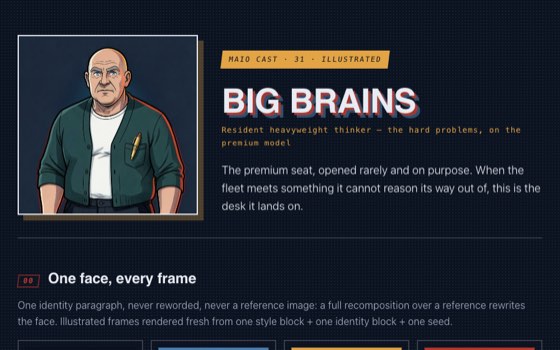 MAIO CAST · 31 · ILLUSTRATED
BIG BRAINS
Resident heavyweight thinker — the hard problems, on the
premium model
The premium seat, opened rarely and on purpose. When the
fleet meets something it cannot reason its way out of, this is the
desk it lands on.
00 One face, every frame
One identity paragraph, never reworded, never a reference image: a full recomposition over a reference rewrites
the face. Illustrated frames rendered fresh from one style block + one identity block + one seed.